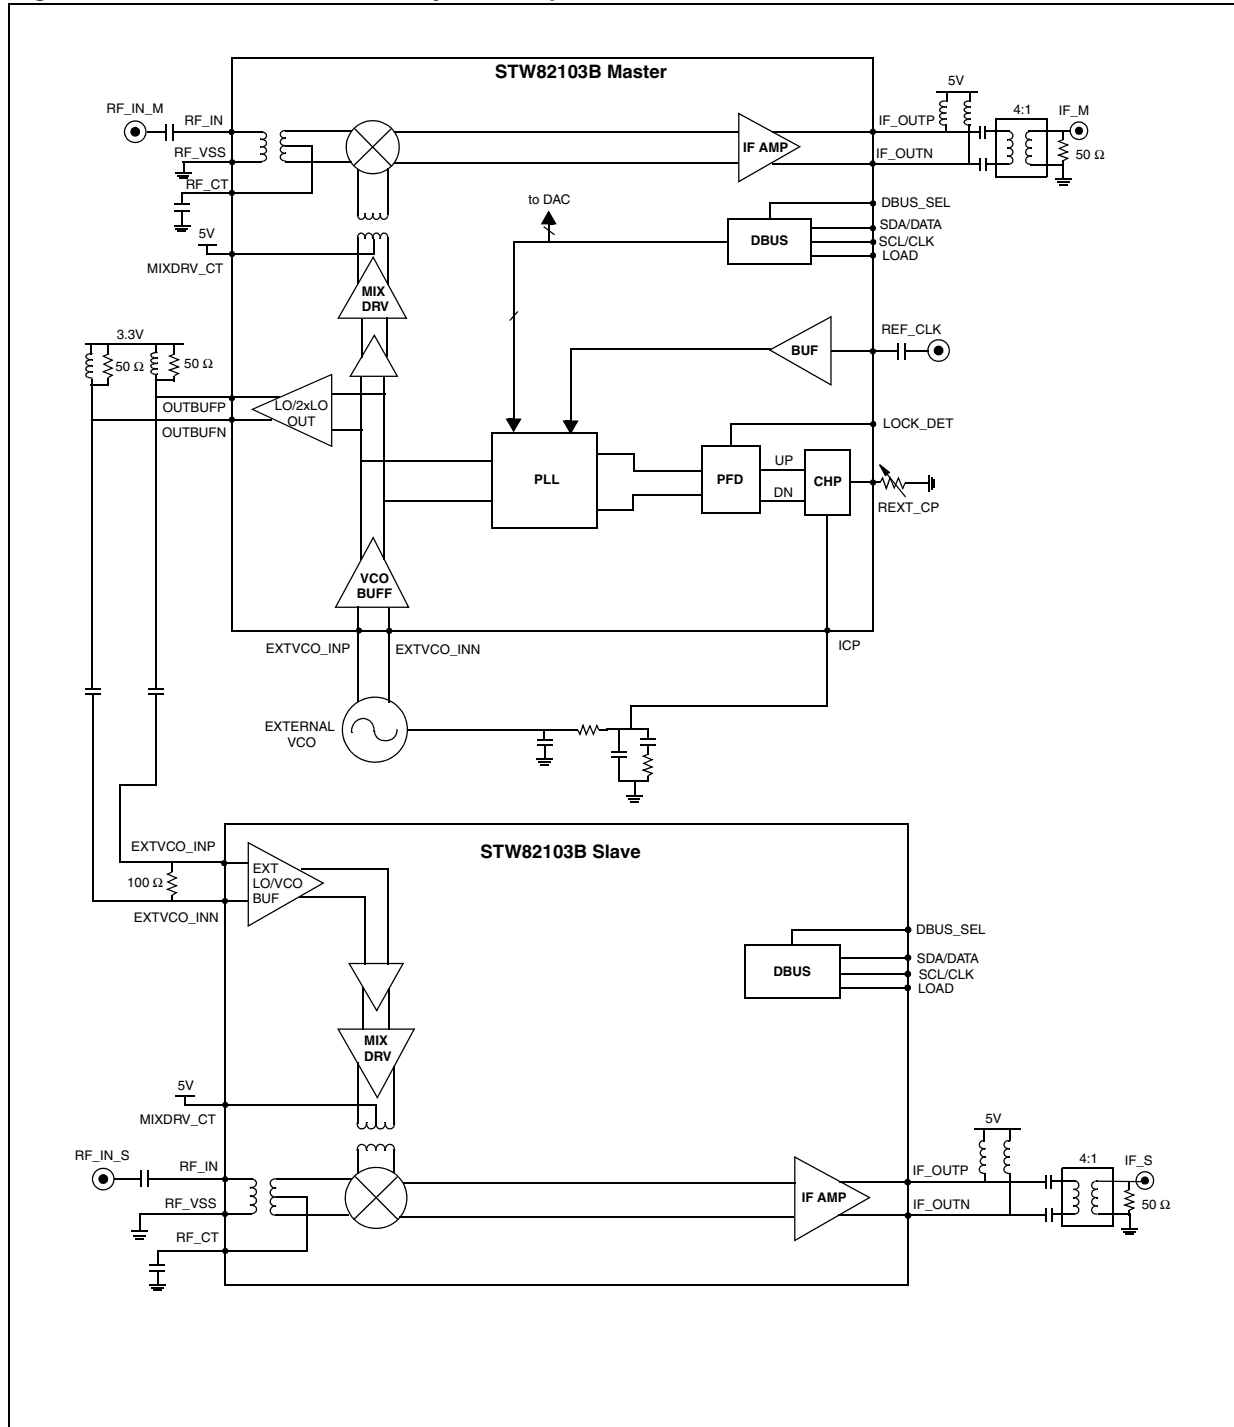 STW82103B Master
5V
4:1
IF_M
RF_IN_M
RF_IN
IF_OUTP
IF AMP
50 Ω
RF_VSS
IF_OUTN
RF_CT
to DAC
DBUS_SEL
SDA/DATA
DBUS
SCL/CLK
LOAD
5V
MIXDRV_CT
MIX
DRV
3.3V
REF_CLK
BUF
50 Ω
50 Ω
OUTBUFP
LO/2xLO
OUT
OUTBUFN
LOCK_DET
UP
PLL
PFD
CHP
DN
REXT_CP
VCO
BUFF
EXTVCO_INP
EXTVCO_INN
ICP
EXTERNAL
VCO
STW82103B Slave
EXTVCO_INP
EXT
LO/VCO
BUF
100 Ω
EXTVCO_INN
DBUS_SEL
SDA/DATA
DBUS
SCL/CLK
LOAD
MIX
DRV
5V
MIXDRV_CT
5V
RF_IN_S
RF_IN
4:1
IF_S
IF_OUTP
IF AMP
RF_VSS
IF_OUTN
50 Ω
RF_CT